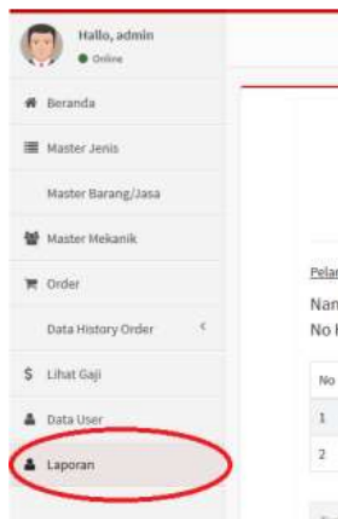 Hallo, admin
Online
Beranda
Master Jenis
Master Barang/Jasa
Master Mekanik
Order
Data History Order
$ Lihat Gaji
Data User
Laporan
No
1
2